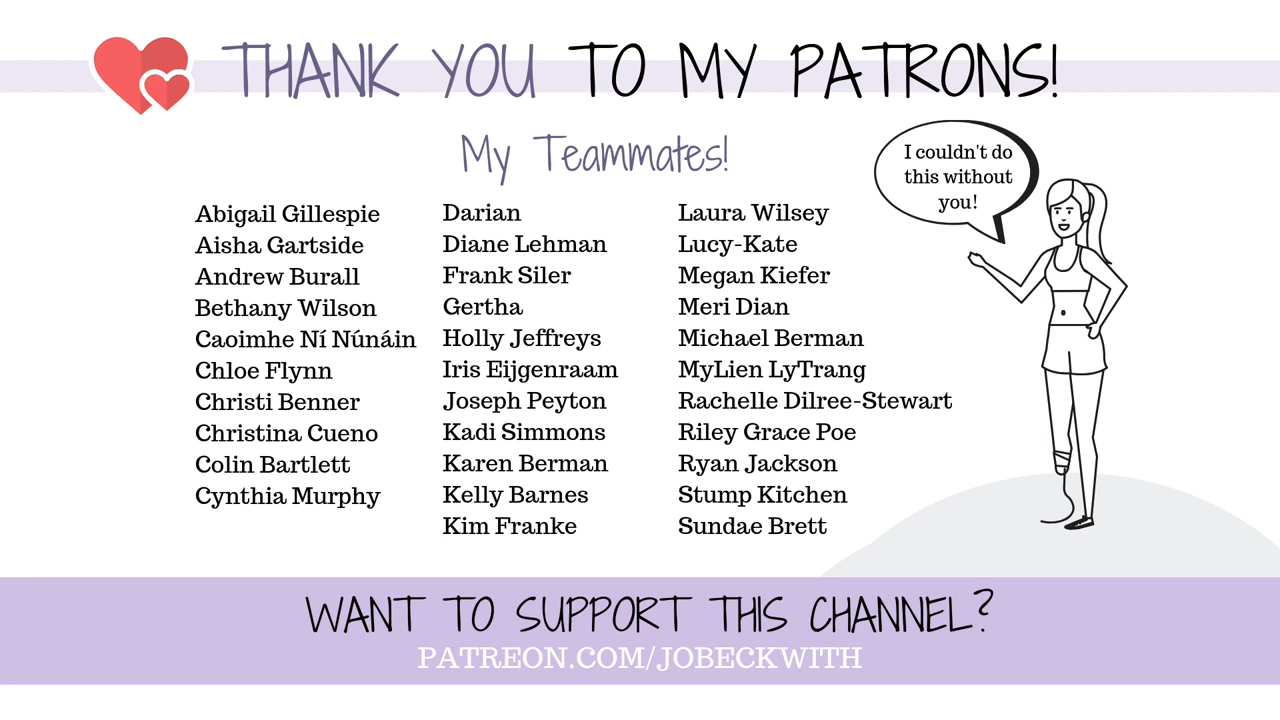 THANK YOU TO MY PATRONS!
My Teammates!
I couldn't do
this without
you!
Abigail Gillespie
Aisha Gartside
Andrew Burall
Bethany Wilson
Caoimhe Ní Núnáin
Chloe Flynn
Christi Benner
Christina Cueno
Colin Bartlett
Cynthia Murphy
Darian
Diane Lehman
Frank Siler
Gertha
Holly Jeffreys
Iris Eijgenraam
Joseph Peyton
Kadi Simmons
Karen Berman
Kelly Barnes
Kim Franke
Laura Wilsey
Lucy-Kate
Megan Kiefer
Meri Dian
Michael Berman
MyLien LyTrang
Rachelle Dilree-Stewart
Riley Grace Poe
Ryan Jackson
Stump Kitchen
Sundae Brett
WANT TO SUPPORT THIS CHANNEL?
PATREON.COM/JOBECKWITH